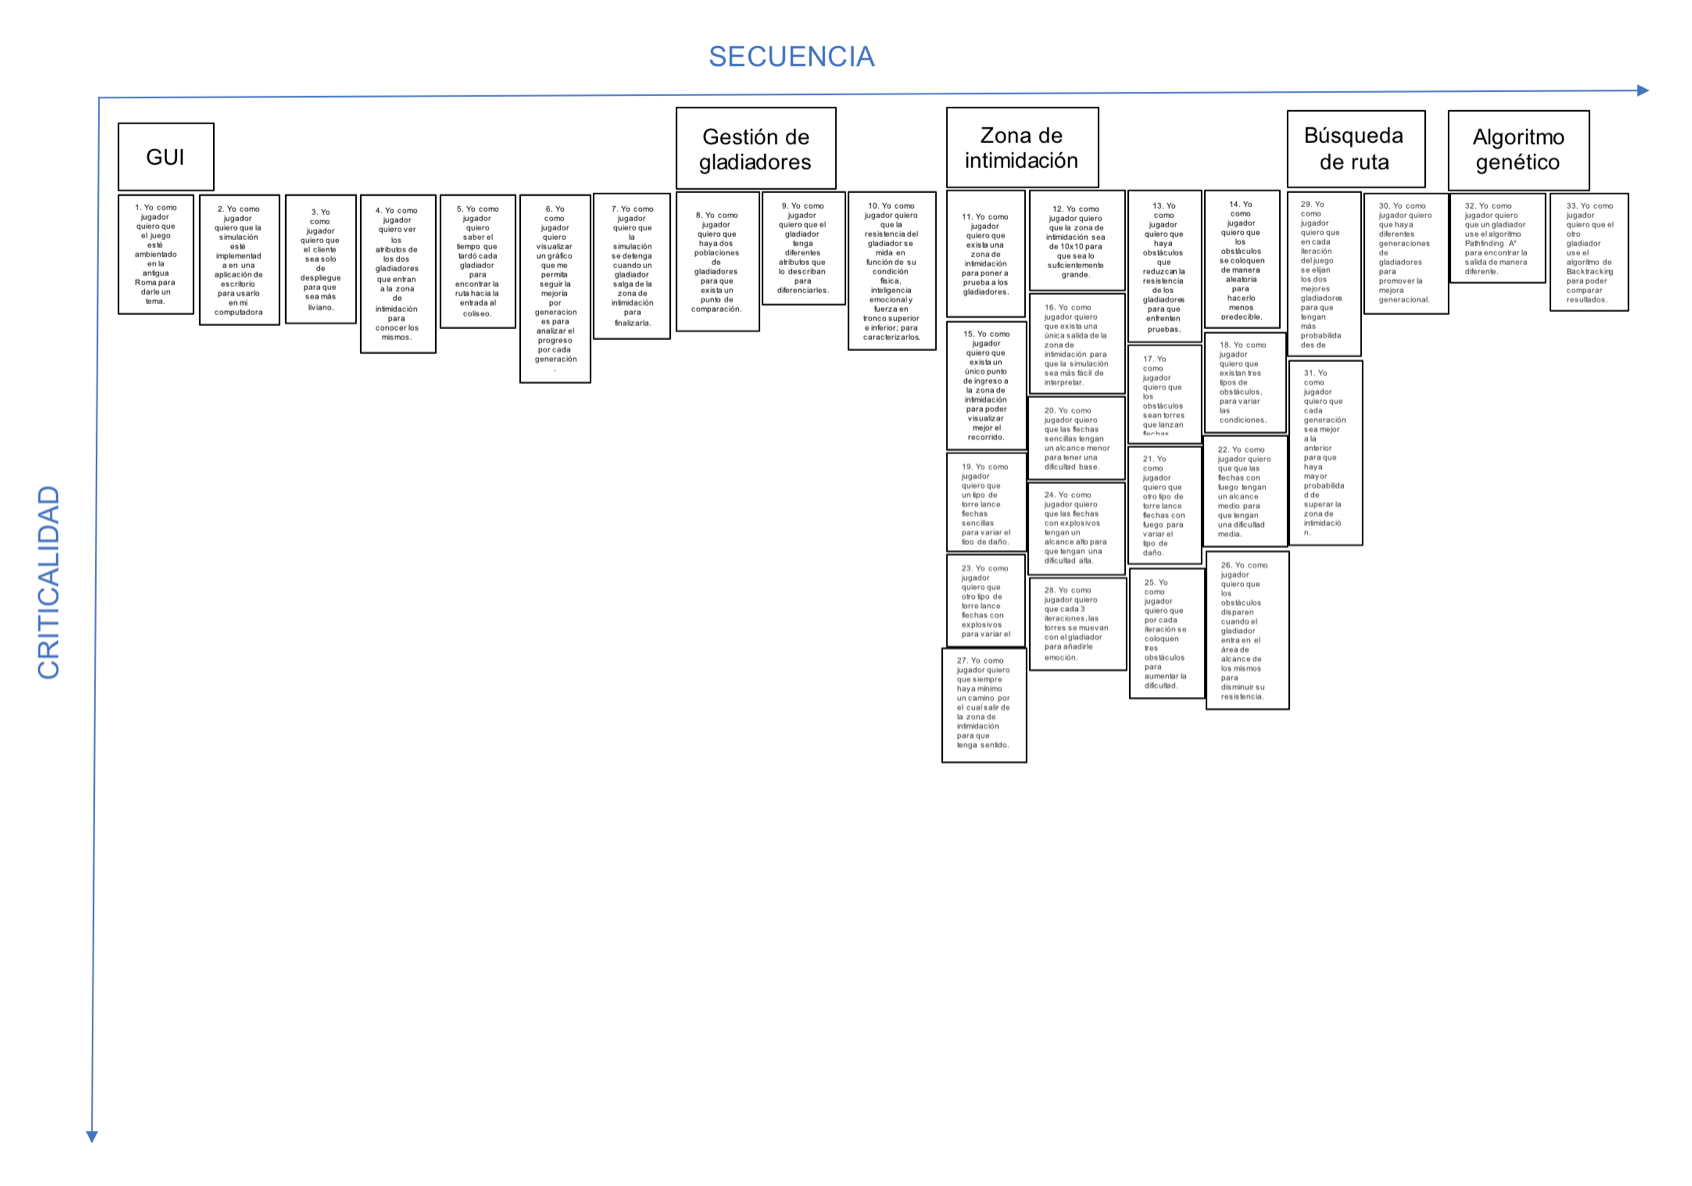 SECUENCIA
CRITICALIDAD
GUI
Gestión de
gladiadores
Zona de
intimidación
Búsqueda
de ruta
Algoritmo
genético
1. Yo como
jugador
quiero que
el juego
esté
ambientado
en la
antigua
Roma para
darle un
tema.
2. Yo como
jugador
quiero que la
simulación
esté
implementad
a en una
aplicación de
escritorio
para usarlo
en mi
computadora
3. Yo
como
jugador
quiero que
el cliente
sea solo
de
despliegue
para que
sea más
liviano.
4. Yo como
jugador
quiero ver
los
atributos de
los dos
gladiadores
que entran
a la zona
de
intimidación
para
conocer los
mismos.
5. Yo como
jugador
quiero
saber el
tiempo que
tardó cada
gladiador
para
encontrar la
ruta hacia la
entrada al
coliseo.
6. Yo
como
jugador
quiero
visualizar
un gráfico
que me
permita
seguir la
mejoría
por
generacion
es para
analizar el
progreso
por cada
generación
.
7. Yo como
jugador
quiero que
la
simulación
se detenga
cuando un
gladiador
salga de la
zona de
intimidación
para
finalizarla.
8. Yo como
jugador
quiero que
haya dos
poblaciones
de
gladiadores
para que
exista un
punto de
comparación.
9. Yo como
jugador
quiero que el
gladiador
tenga
diferentes
atributos que
lo describan
para
diferenciarles.
10. Yo como
jugador quiero
que la
resistencia del
gladiador se
mida en
función de su
condición
física,
inteligencia
emocional y
fuerza en
tronco superior
e inferior; para
caracterizarlos.
11. Yo como
jugador
quiero que
exista una
zona de
intimidación
para poner a
prueba a los
gladiadores.
12. Yo como
jugador quiero
que la zona de
intimidación sea
de 10x10 para
que sea lo
suficientemente
grande.
13. Yo
como
jugador
quiero que
haya
obstáculos
que
reduzcan la
resistencia
de los
gladiadores
para que
enfrenten
pruebas.
14. Yo
como
jugador
quiero que
los
obstáculos
se coloquen
de manera
aleatoria
para
hacerlo
menos
predecible.
15. Yo como
jugador
quiero que
exista un
único punto
de ingreso a
la zona de
intimidación
para poder
visualizar
mejor el
recorrido.
16. Yo como
jugador quiero
que exista una
única salida de la
zona de
intimidación para
que la simulación
sea más fácil de
interpretar.
17. Yo
como
jugador
quiero que
los
obstáculos
sean torres
que lanzan
flechas
18. Yo como
jugador
quiero que
existan tres
tipos de
obstáculos,
para variar
las
condiciones.
19. Yo como
jugador
quiero que
un tipo de
torre lance
flechas
sencillas
para variar el
tipo de daño.
20. Yo como
jugador quiero
que las flechas
sencillas tengan
un alcance menor
para tener una
dificultad base.
21. Yo
como
jugador
quiero que
otro tipo de
torre lance
flechas con
fuego para
variar el
tipo de
daño.
22. Yo como
jugador quiero
que que las
flechas con
fuego tengan
un alcance
medio para
que tengan
una dificultad
media.
23. Yo como
jugador
quiero que
otro tipo de
torre lance
flechas con
explosivos
para variar el
24. Yo como
jugador quiero
que las flechas
con explosivos
tengan un
alcance alto para
que tengan una
dificultad alta.
25. Yo
como
jugador
quiero que
por cada
iteración se
coloquen
tres
obstáculos
para
aumentar la
dificultad.
26. Yo como
jugador
quiero que
los
obstáculos
disparen
cuando el
gladiador
entra en el
área de
alcance de
los mismos
para
disminuir su
resistencia.
27. Yo como
jugador quiero
que siempre
haya mínimo
un camino por
el cual salir de
la zona de
intimidación
para que
tenga sentido.
28. Yo como
jugador quiero
que cada 3
iteraciones, las
torres se muevan
con el gladiador
para añadirle
emoción.
29. Yo
como
jugador
quiero que
en cada
iteración
del juego
se elijan
los dos
mejores
gladiadores
para que
tengan
más
probabilida
des de
30. Yo como
jugador quiero
que haya
diferentes
generaciones
de
gladiadores
para
promover la
mejora
generacional.
31. Yo
como
jugador
quiero que
cada
generación
sea mejor
a la
anterior
para que
haya
mayor
probabilida
d de
superar la
zona de
intimidació
n.
32. Yo como
jugador quiero
que un gladiador
use el algoritmo
Pathfinding A*
para encontrar la
salida de manera
diferente.
33. Yo como
jugador
quiero que el
otro
gladiador
use el
algoritmo de
Backtracking
para poder
comparar
resultados.